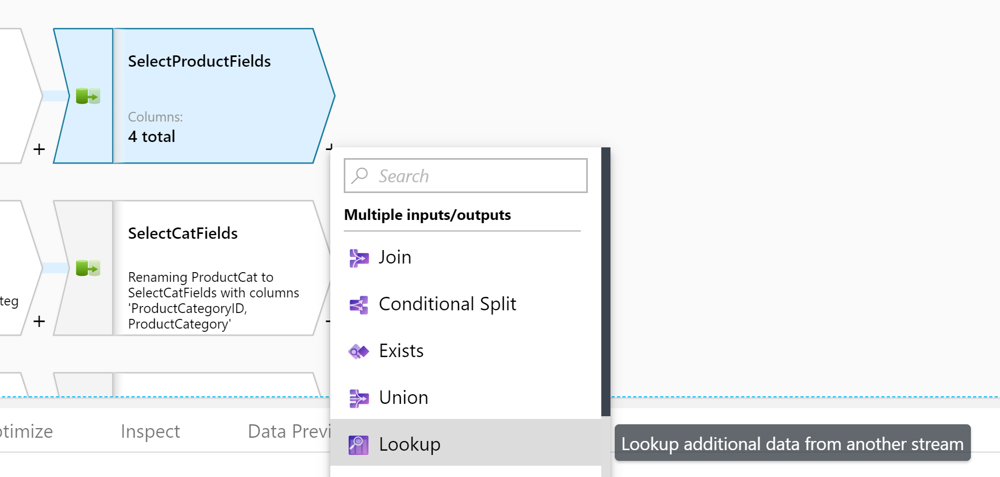 SelectProductFields
Columns:
4 total
+
Search
Multiple inputs/outputs
Join
Conditional Split
Exists
Union
Lookup
Lookup additional data from another stream
SelectCatFields
Renaming ProductCat to
SelectCatFields with columns
'ProductCategoryID,
ProductCategory'
teg
+
ptimize
Inspect
Data Previ